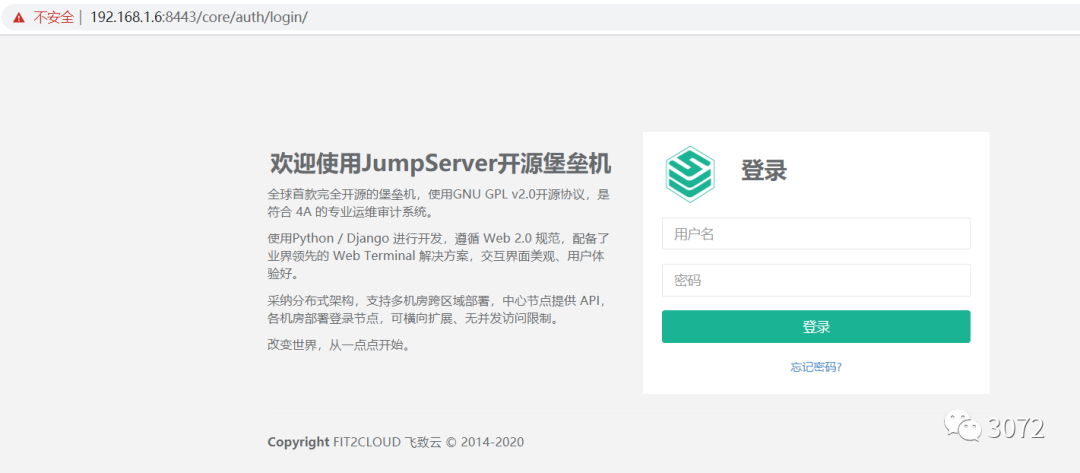 不安全 | 192.168.1.6:8443/core/auth/login/
欢迎使用JumpServer开源堡垒机
全球首款完全开源的堡垒机，使用GNU GPL v2.0开源协议，是
符合 4A 的专业运维审计系统。
使用Python / Django 进行开发，遵循 Web 2.0 规范，配备了
业界领先的 Web Terminal 解决方案，交互界面美观、用户体
验好。
采纳分布式架构，支持多机房跨区域部署，中心节点提供 API，
各机房部署登录节点，可横向扩展、无并发访问限制。
改变世界，从一点点开始。
登录
用户名
密码
登录
忘记密码?
Copyright FIT2CLOUD 飞致云 © 2014-2020
3072